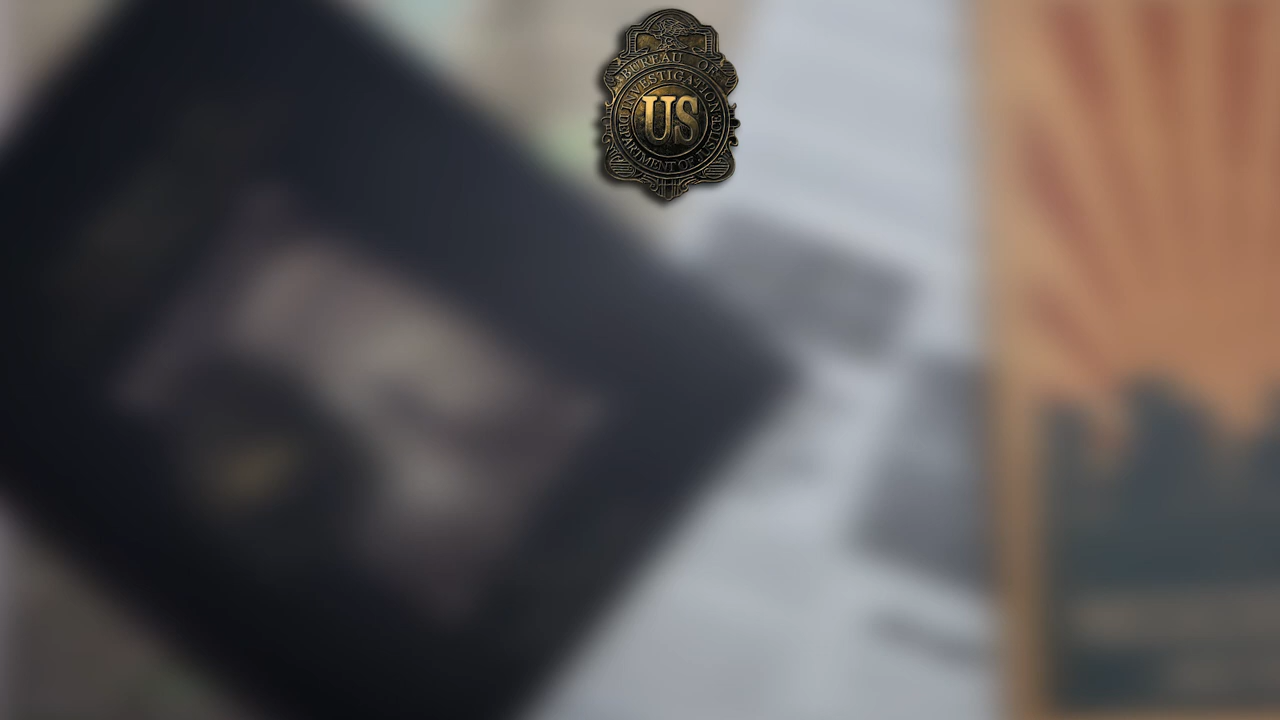 BUREAU OF
INVESTIGATION
US
DEPARTMENT OF JUSTICE